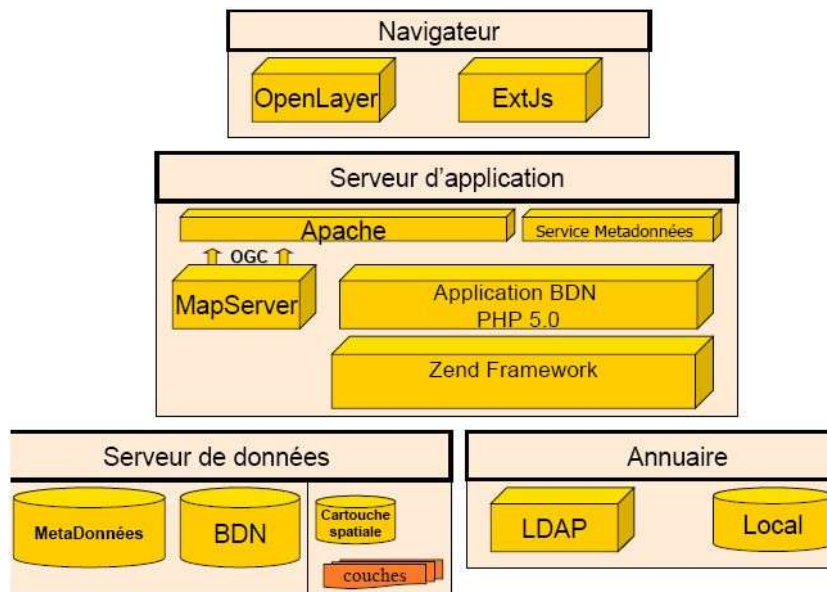 Navigateur
OpenLayer
ExtJs
Serveur d'application
Apache
Service Metadonnées
OGC
MapServer
Application BDN
PHP 5.0
Zend Framework
Serveur de données
Annuaire
MetaDonnées
BDN
Cartouche
spatiale
couches
LDAP
Local